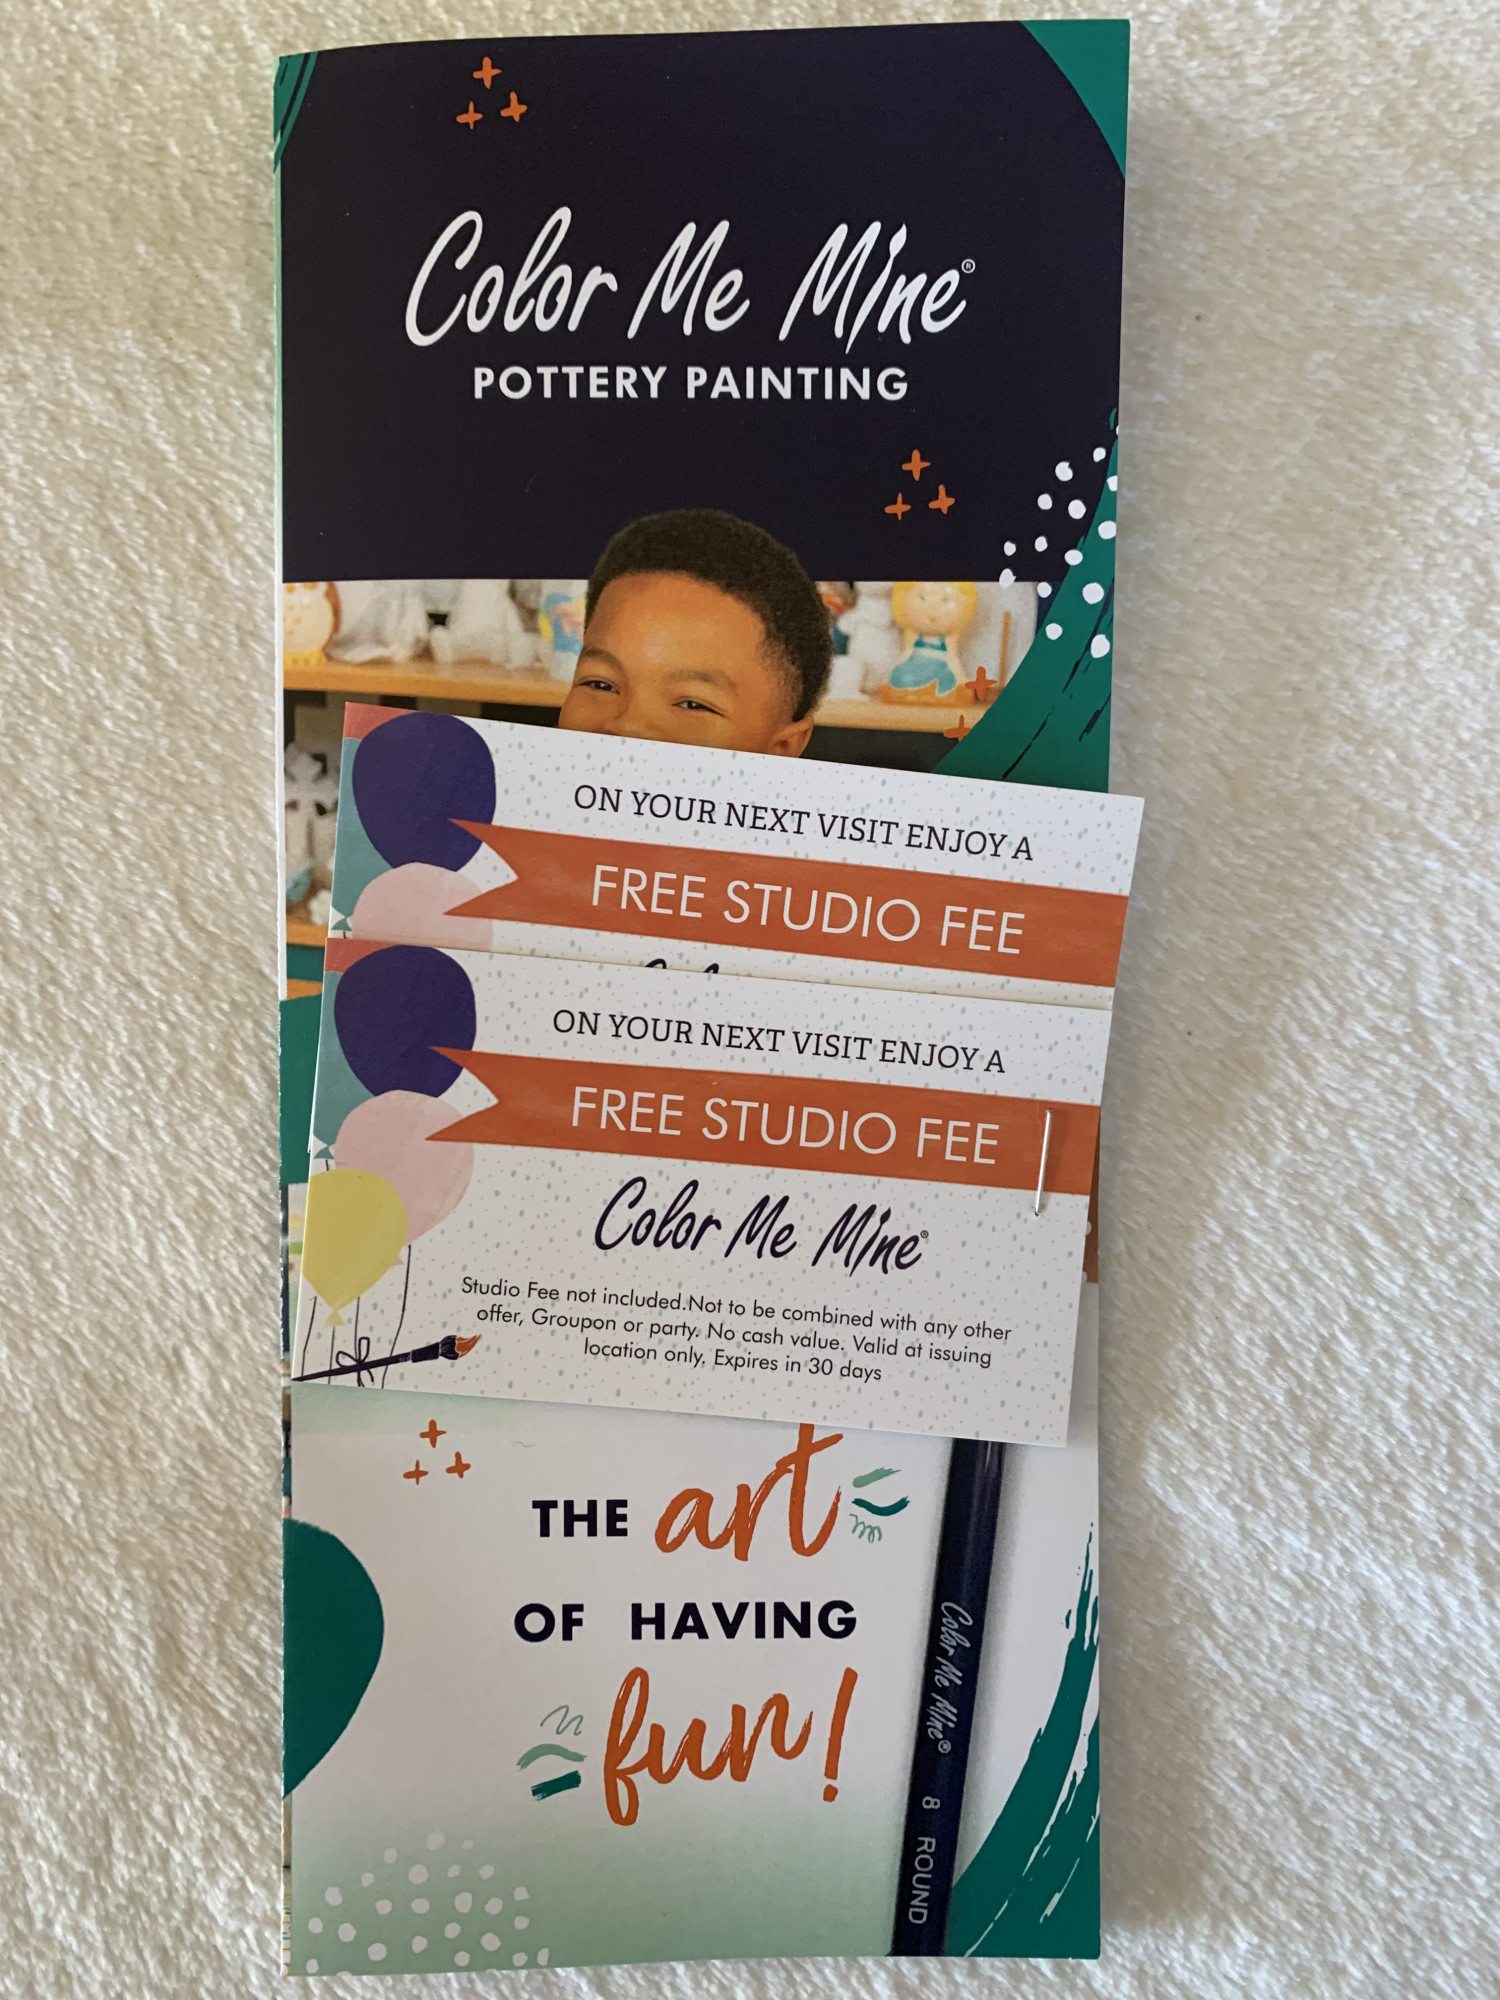 Color Me Mine®
POTTERY PAINTING
ON YOUR NEXT VISIT ENJOY A
FREE STUDIO FEE
ON YOUR NEXT VISIT ENJOY A
FREE STUDIO FEE
Color Me Mine®
Studio Fee not included.Not to be combined with any other
offer, Groupon or party. No cash value. Valid at issuing
location only. Expires in 30 days
THE art
OF HAVING
fun!
Color Me Mine® 8 ROUND